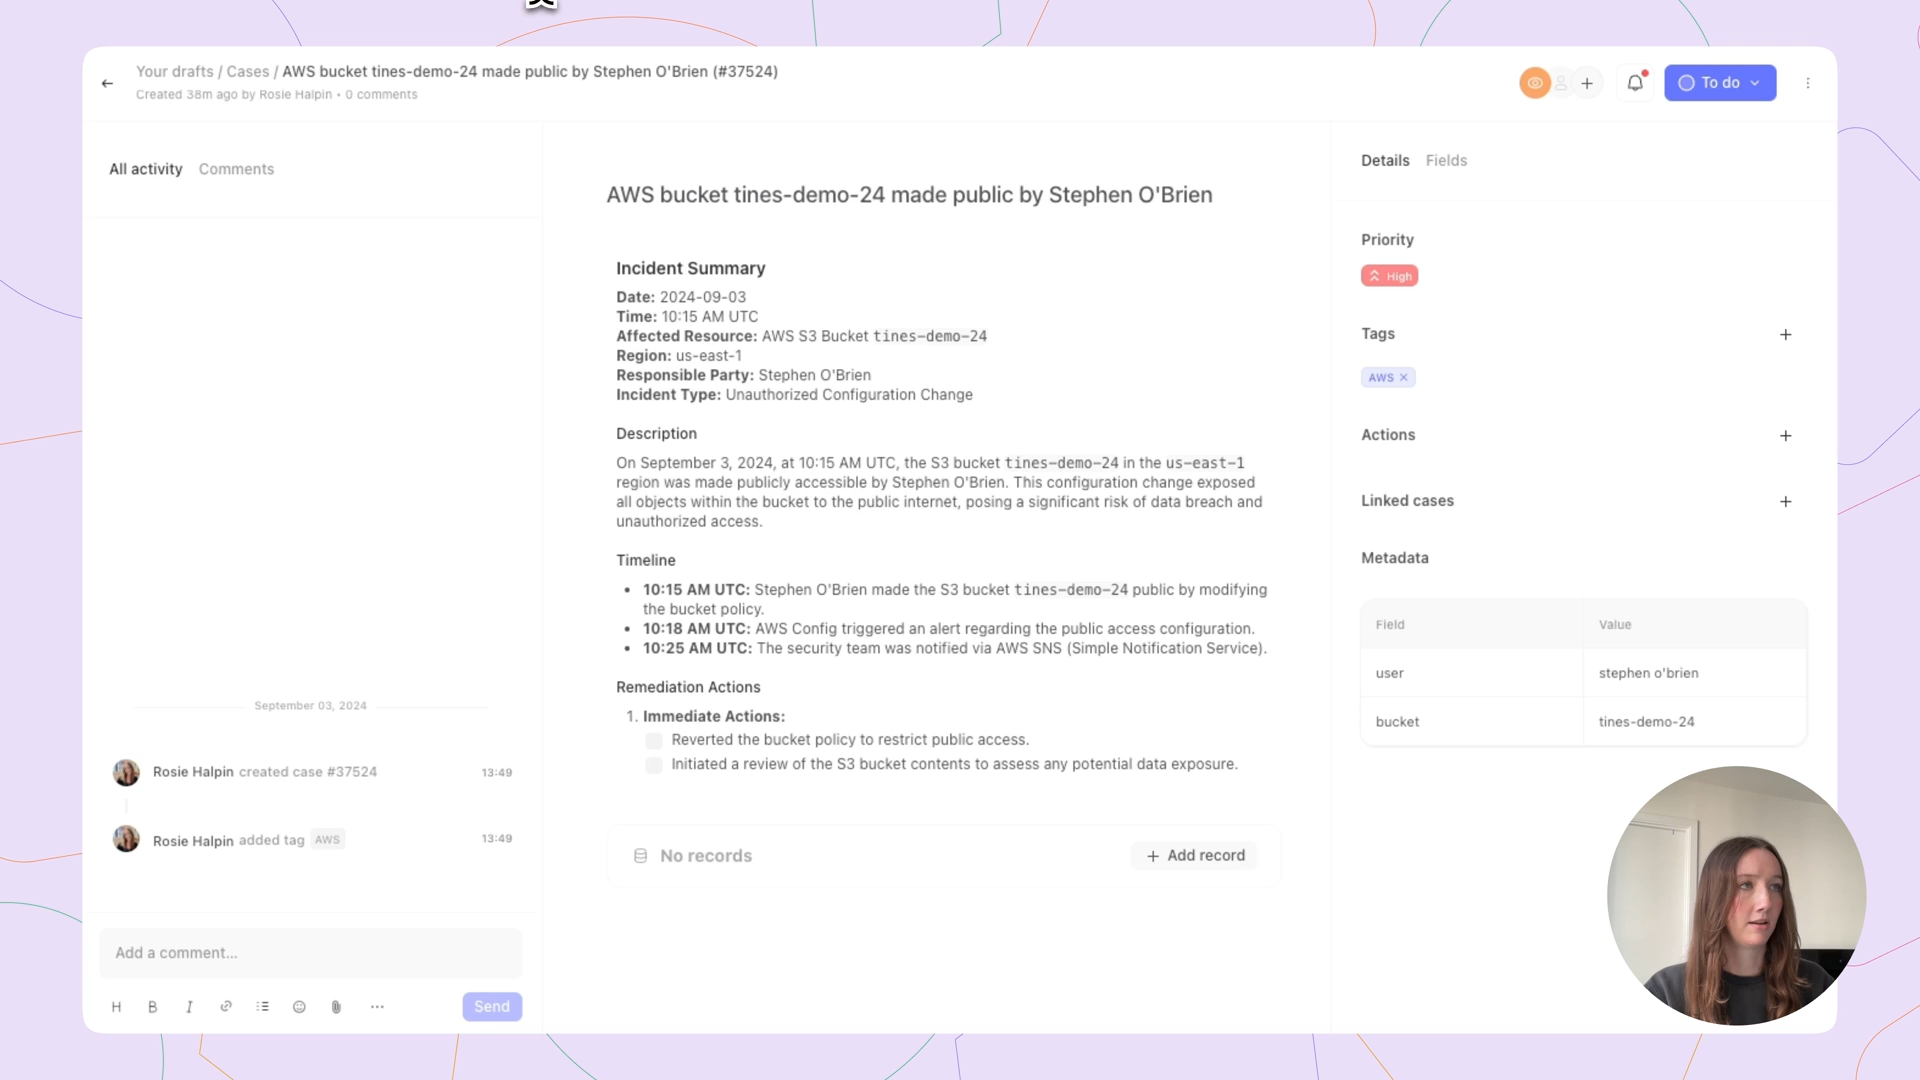 Your drafts / Cases / AWS bucket tines-demo-24 made public by Stephen O'Brien (#37524)
Created 38m ago by Rosie Halpin • 0 comments
To do
All activity Comments
September 03, 2024
Rosie Halpin created case #37524 13:49
Rosie Halpin added tag AWS 13:49
Add a comment...
H B I
Send
AWS bucket tines-demo-24 made public by Stephen O'Brien
Incident Summary
Date: 2024-09-03
Time: 10:15 AM UTC
Affected Resource: AWS S3 Bucket tines-demo-24
Region: us-east-1
Responsible Party: Stephen O'Brien
Incident Type: Unauthorized Configuration Change
Description
On September 3, 2024, at 10:15 AM UTC, the S3 bucket tines-demo-24 in the us-east-1
region was made publicly accessible by Stephen O'Brien. This configuration change exposed
all objects within the bucket to the public internet, posing a significant risk of data breach and
unauthorized access.
Timeline
• 10:15 AM UTC: Stephen O'Brien made the S3 bucket tines-demo-24 public by modifying
the bucket policy.
• 10:18 AM UTC: AWS Config triggered an alert regarding the public access configuration.
• 10:25 AM UTC: The security team was notified via AWS SNS (Simple Notification Service).
Remediation Actions
1. Immediate Actions:
Reverted the bucket policy to restrict public access.
Initiated a review of the S3 bucket contents to assess any potential data exposure.
No records
+ Add record
Details Fields
Priority
High
Tags
AWS
Actions
Linked cases
Metadata
Field Value
user stephen o'brien
bucket tines-demo-24